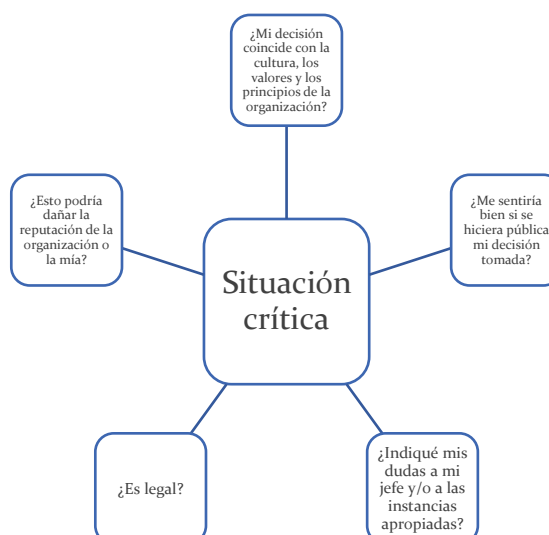 ¿Mi decisión
coincide con la
cultura, los
valores y los
principios de la
organización?
¿Esto podría
dañar la
reputación de la
organización o
la mía?
¿Me sentiría
bien si se
hiciera pública
mi decisión
tomada?
Situación
crítica
¿Es legal?
¿Indiqué mis
dudas a mi
jefe y/o a las
instancias
apropiadas?